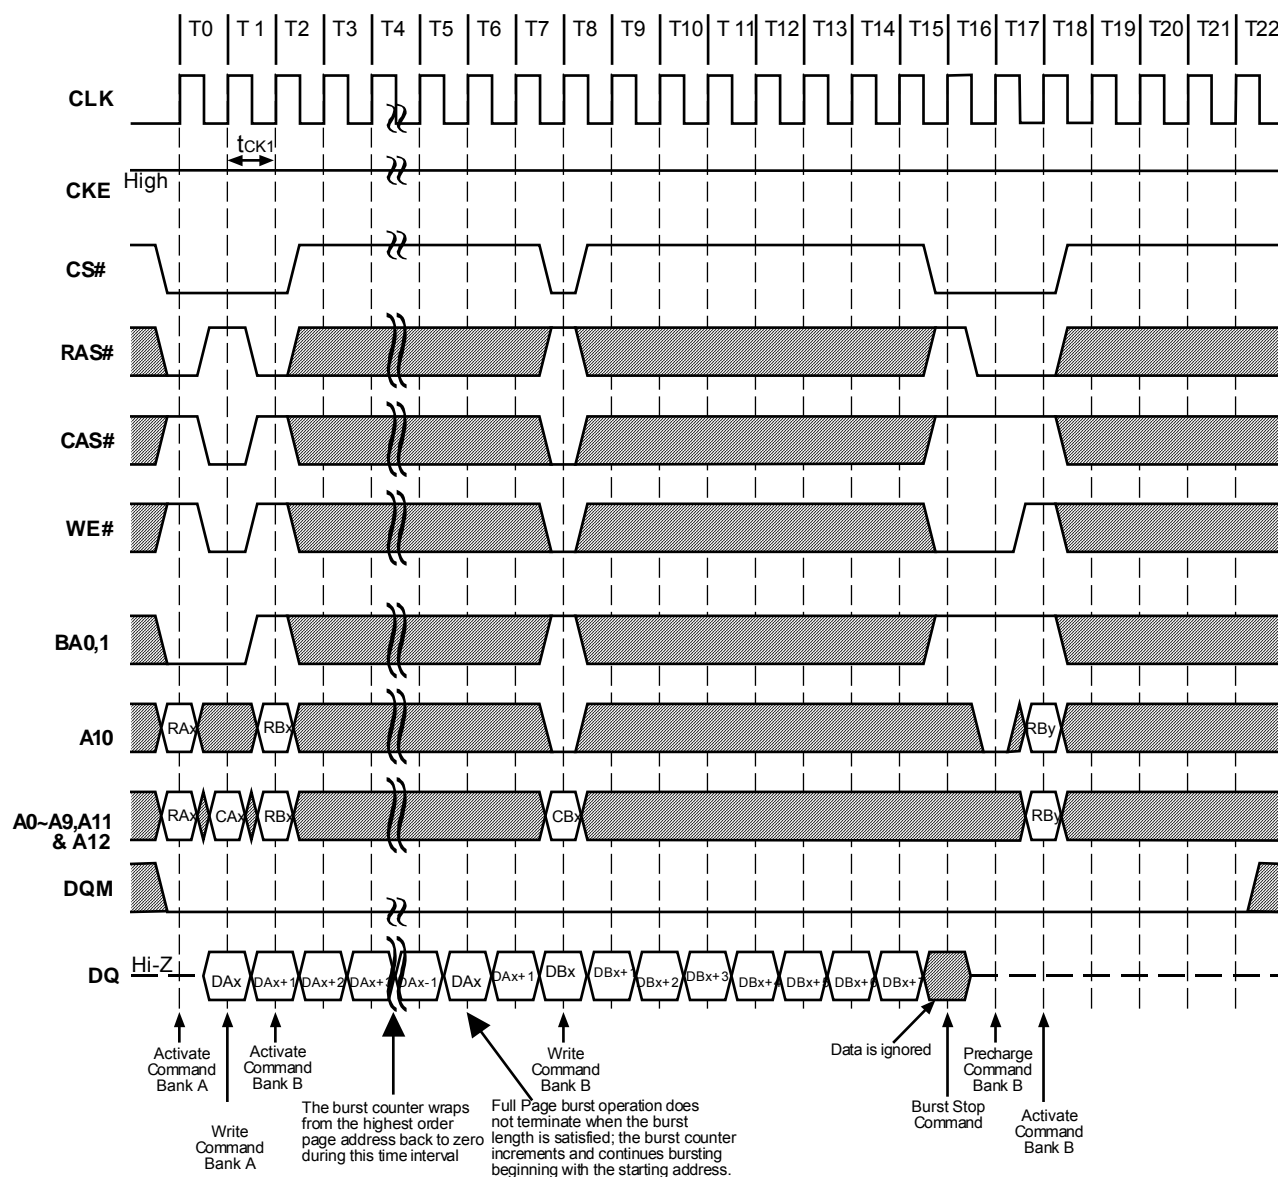 T0 T 1 T2 T3 T4 T5 T6 T7 T8 T9 T10 T 11 T12 T13 T14 T15 T16 T17 T18 T19 T20 T21 T22
CLK
tCK1
High
CKE
CS#
RAS#
CAS#
WE#
BA0,1
A10
RAx RBx RBy
A0~A9,A11
& A12
RAx CAx RBx CBx RBy
DQM
DQ
Hi-Z
DAx DAx+1 DAx+2 DAx+3 DAx-1 DAx DAx+1 DBx DBx+1 DBx+2 DBx+3 DBx+4 DBx+5 DBx+6 DBx+7
Activate
Command
Bank A
Write
Command
Bank A
Activate
Command
Bank B
The burst counter wraps
from the highest order
page address back to zero
during this time interval
Full Page burst operation does
not terminate when the burst
length is satisfied; the burst counter
increments and continues bursting
beginning with the starting address.
Write
Command
Bank B
Data is ignored
Burst Stop
Command
Precharge
Command
Bank B
Activate
Command
Bank B